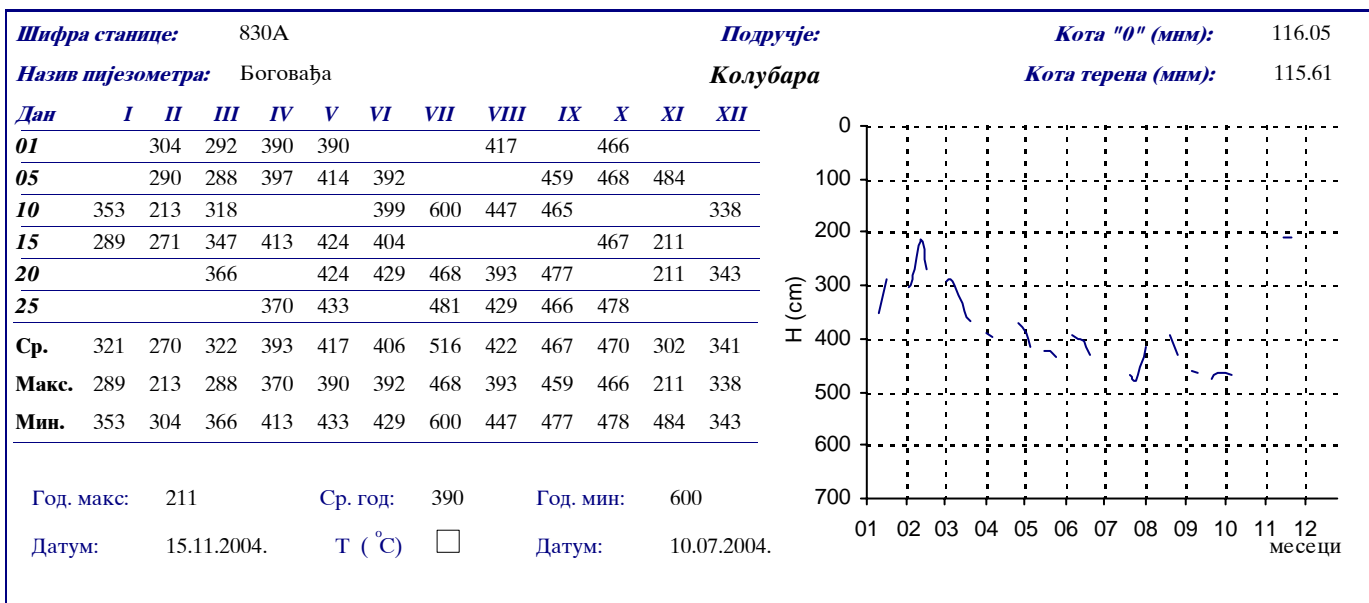 Шифра станице: 830A Подручје: Кота "0" (мнм): 116.05
Назив пијезометра: Боговађа Колубара Кота терена (мнм): 115.61
Дан I II III IV V VI VII VIII IX X XI XII
01 304 292 390 390 417 466
05 290 288 397 414 392 459 468 484
10 353 213 318 399 600 447 465 338
15 289 271 347 413 424 404 467 211
20 366 424 429 468 393 477 211 343
25 370 433 481 429 466 478
Ср. 321 270 322 393 417 406 516 422 467 470 302 341
Макс. 289 213 288 370 390 392 468 393 459 466 211 338
Мин. 353 304 366 413 433 429 600 447 477 478 484 343
Год. макс: 211 Ср. год: 390 Год. мин: 600
Датум: 15.11.2004. T ( °C) Датум: 10.07.2004.
H (cm)
0
100
200
300
400
500
600
700
01 02 03 04 05 06 07 08 09 10 11 12
месеци